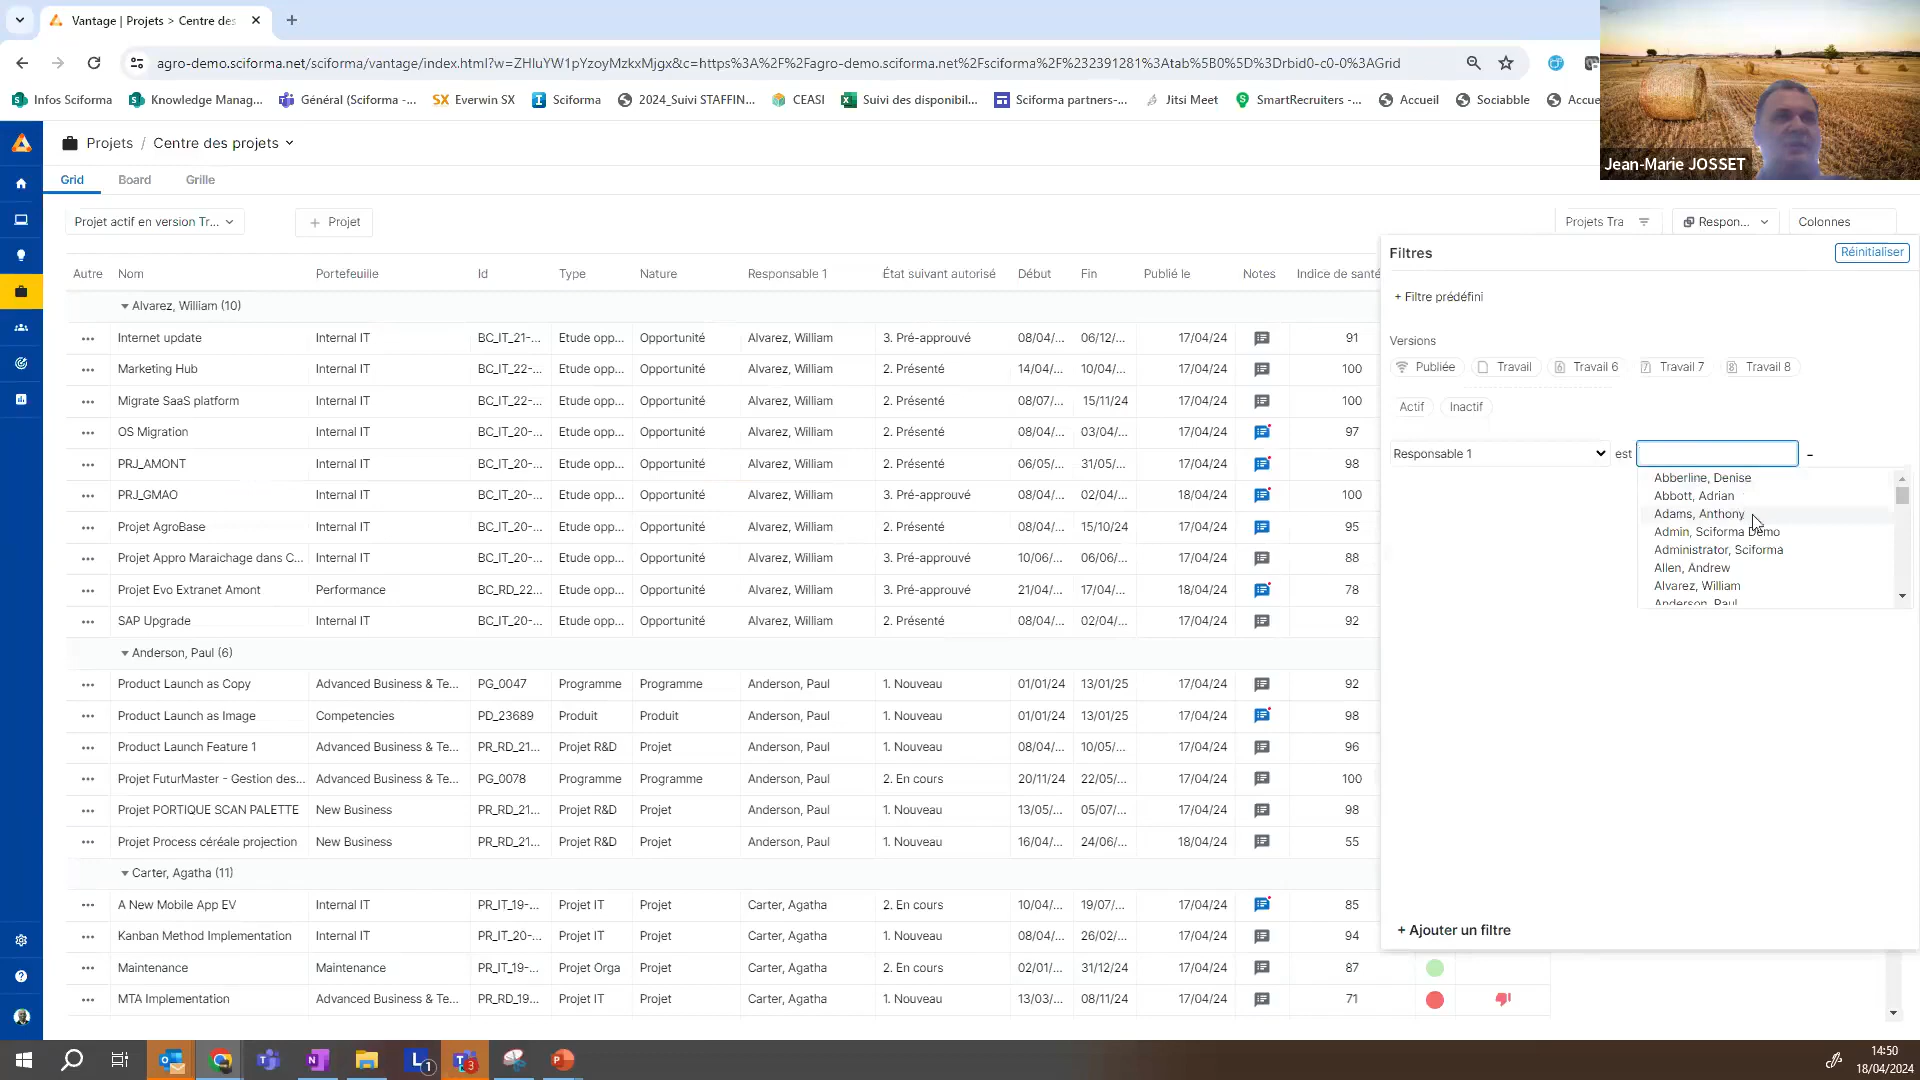 Vantage | Projets > Centre des
agro-demo.sciforma.net/sciforma/vantage/index.html?w=ZHIuYW1pYzoyMzkxMjgx&c=https%3A%2F%2Fagro-demo.sciforma.net%2Fsciforma%2F%232391281%3Atab%5B0%5D%3Drbid0-c0-0%3AGrid
Infos Sciforma Knowledge Manag... Général (Sciforma -... SX Everwin SX Sciforma 2024_Suivi STAFFIN... CEASI Suivi des disponibil... Sciforma partners-... Jitsi Meet SmartRecruiters -... Accueil Sociabble Accue
Jean-Marie JOSSET
Projets / Centre des projets
Grid Board Grille
Projet actif en version Tr... + Projet Projets Tra Respon... Colonnes
Autre Nom Portefeuille Id Type Nature Responsable 1 État suivant autorisé Début Fin Publié le Notes Indice de santé
Alvarez, William (10)
Internet update Internal IT BC_IT_21-... Etude opp... Opportunité Alvarez, William 3. Pré-approuvé 08/04/... 06/12/... 17/04/24 91
Marketing Hub Internal IT BC_IT_22-... Etude opp... Opportunité Alvarez, William 2. Présenté 14/04/... 10/04/... 17/04/24 100
Migrate SaaS platform Internal IT BC_IT_22-... Etude opp... Opportunité Alvarez, William 2. Présenté 08/07/... 15/11/24 17/04/24 100
OS Migration Internal IT BC_IT_20-... Etude opp... Opportunité Alvarez, William 2. Présenté 08/04/... 03/04/... 17/04/24 97
PRJ_AMONT Internal IT BC_IT_20-... Etude opp... Opportunité Alvarez, William 2. Présenté 06/05/... 31/05/... 17/04/24 98
PRJ_GMAO Internal IT BC_IT_20-... Etude opp... Opportunité Alvarez, William 3. Pré-approuvé 08/04/... 02/04/... 18/04/24 100
Projet AgroBase Internal IT BC_IT_20-... Etude opp... Opportunité Alvarez, William 2. Présenté 08/04/... 15/10/24 17/04/24 95
Projet Appro Maraichage dans C... Internal IT BC_IT_20-... Etude opp... Opportunité Alvarez, William 3. Pré-approuvé 10/06/... 06/06/... 17/04/24 88
Projet Evo Extranet Amont Performance BC_RD_22... Etude opp... Opportunité Alvarez, William 3. Pré-approuvé 21/04/... 17/04/... 18/04/24 78
SAP Upgrade Internal IT BC_IT_20-... Etude opp... Opportunité Alvarez, William 2. Présenté 08/04/... 02/04/... 17/04/24 92
Anderson, Paul (6)
Product Launch as Copy Advanced Business & Te... PG_0047 Programme Programme Anderson, Paul 1. Nouveau 01/01/24 13/01/25 17/04/24 92
Product Launch as Image Competencies PD_23689 Produit Produit Anderson, Paul 1. Nouveau 01/01/24 13/01/25 17/04/24 98
Product Launch Feature 1 Advanced Business & Te... PR_RD_21... Projet R&D Projet Anderson, Paul 1. Nouveau 08/04/... 10/05/... 17/04/24 96
Projet FuturMaster - Gestion des... Advanced Business & Te... PG_0078 Programme Programme Anderson, Paul 2. En cours 20/11/24 22/05/... 17/04/24 100
Projet PORTIQUE SCAN PALETTE New Business PR_RD_21... Projet R&D Projet Anderson, Paul 1. Nouveau 13/05/... 05/07/... 17/04/24 98
Projet Process céréale projection New Business PR_RD_21... Projet R&D Projet Anderson, Paul 1. Nouveau 16/04/... 24/06/... 18/04/24 55
Carter, Agatha (11)
A New Mobile App EV Internal IT PR_IT_19-... Projet IT Projet Carter, Agatha 2. En cours 10/04/... 19/07/... 17/04/24 85
Kanban Method Implementation Internal IT PR_IT_20-... Projet IT Projet Carter, Agatha 1. Nouveau 08/04/... 26/02/... 17/04/24 94
Maintenance Maintenance PR_IT_19-... Projet Orga Projet Carter, Agatha 2. En cours 02/01/... 31/12/24 17/04/24 87
MTA Implementation Advanced Business & Te... PR_RD_19... Projet IT Projet Carter, Agatha 1. Nouveau 13/03/... 08/11/24 17/04/24 71
Filtres Réinitialiser
+ Filtre prédéfini
Versions
Publiée Travail 6 Travail 6 7 Travail 7 8 Travail 8
Actif Inactif
Responsable 1 est –
Abberline, Denise
Abbott, Adrian
Adams, Anthony
Admin, Sciforma Demo
Administrator, Sciforma
Allen, Andrew
Alvarez, William
Anderson, Paul
+ Ajouter un filtre
L 1 3
14:50
18/04/2024